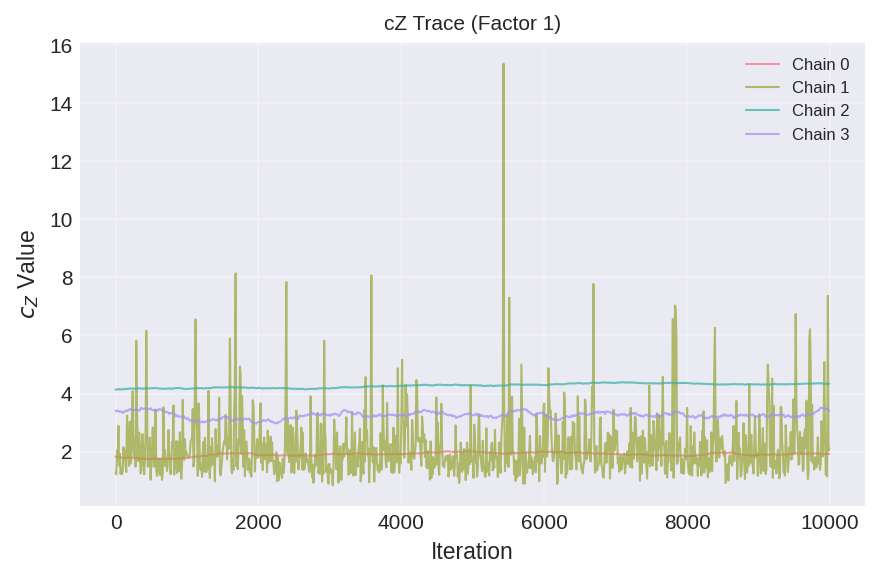 cZ Trace (Factor 1)
16
14
12
10
8
6
4
2
c_Z Value
Chain 0
Chain 1
Chain 2
Chain 3
0 2000 4000 6000 8000 10000
Iteration